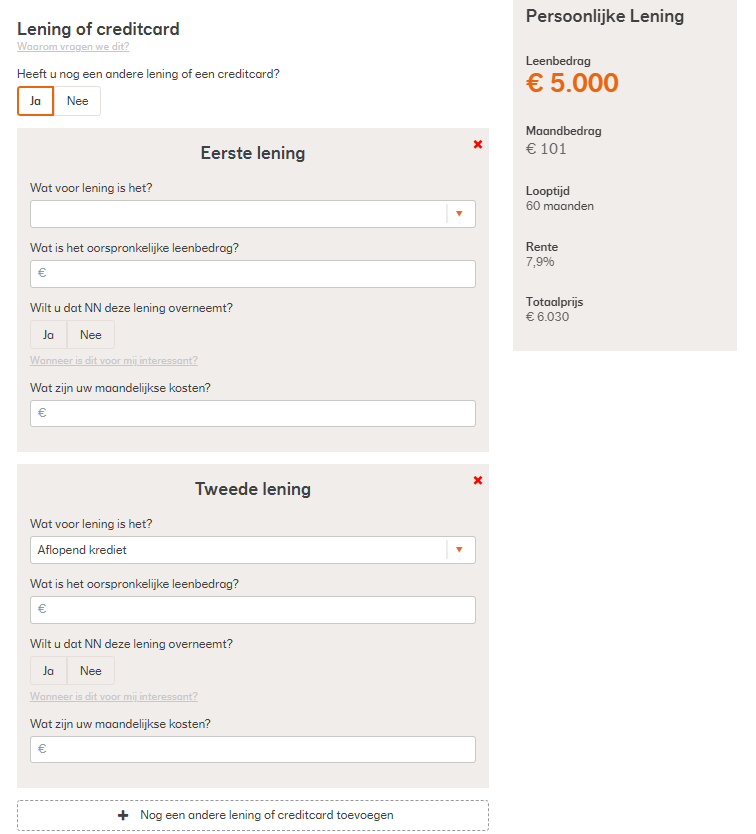 Lening of creditcard
Waarom vragen we dit?
Heeft u nog een andere lening of een creditcard?
Ja Nee
Eerste lening
Wat voor lening is het?
Wat is het oorspronkelijke leenbedrag?
€
Wilt u dat NN deze lening overneemt?
Ja Nee
Wanneer is dit voor mij interessant?
Wat zijn uw maandelijkse kosten?
€
Tweede lening
Wat voor lening is het?
Aflopend krediet
Wat is het oorspronkelijke leenbedrag?
€
Wilt u dat NN deze lening overneemt?
Ja Nee
Wanneer is dit voor mij interessant?
Wat zijn uw maandelijkse kosten?
€
+ Nog een andere lening of creditcard toevoegen
Persoonlijke Lening
Leenbedrag
€ 5.000
Maandbedrag
€ 101
Looptijd
60 maanden
Rente
7,9%
Totaalprijs
€ 6.030